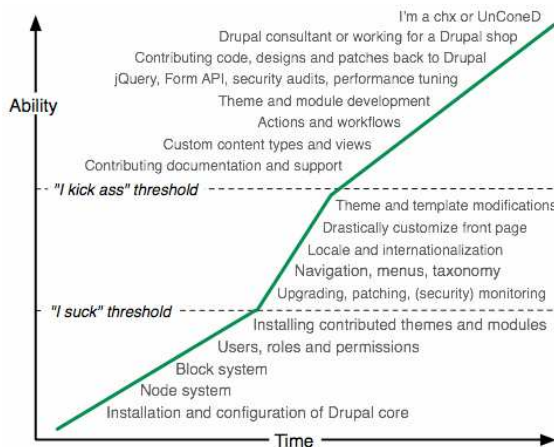 I'm a chx or UnConeD
Drupal consultant or working for a Drupal shop
Contributing code, designs and patches back to Drupal
jQuery, Form API, security audits, performance tuning
Ability
Theme and module development
Actions and workflows
Custom content types and views
Contributing documentation and support
"I kick ass" threshold
Theme and template modifications
Drastically customize front page
Locale and internationalization
Navigation, menus, taxonomy
Upgrading, patching, (security) monitoring
"I suck" threshold
Installing contributed themes and modules
Users, roles and permissions
Block system
Node system
Installation and configuration of Drupal core
Time